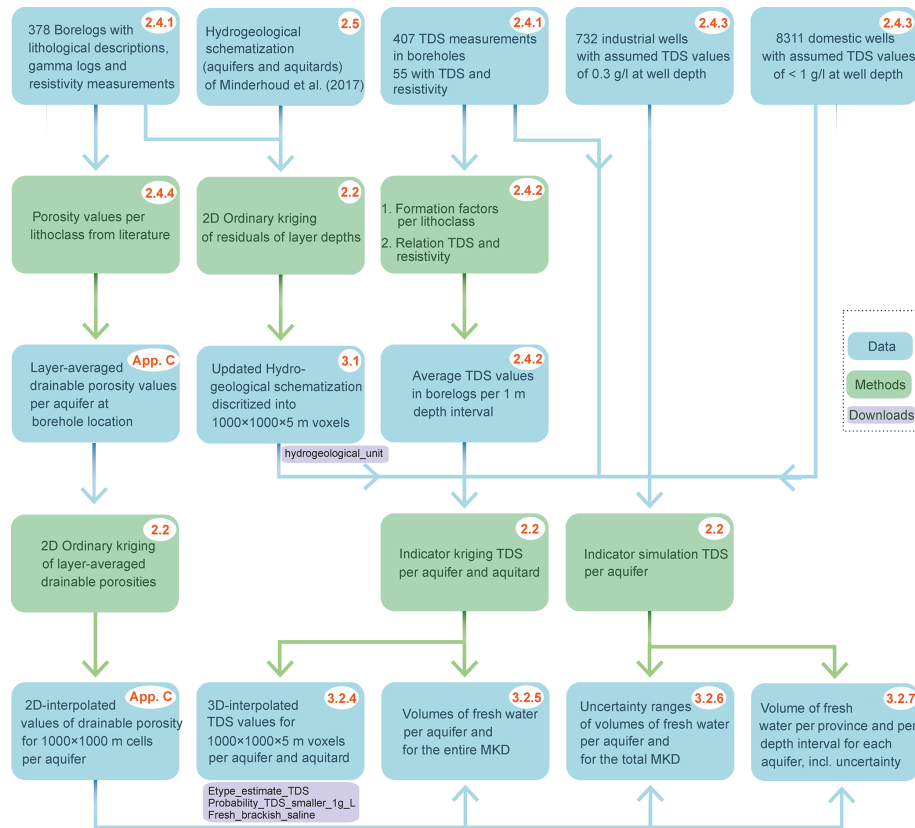 2.4.1
378 Borelogs with
lithological descriptions,
gamma logs and
resistivity measurements
2.5
Hydrogeological
schematization
(aquifers and aquitards)
of Minderhoud et al. (2017)
2.4.1
407 TDS measurements
in boreholes
55 with TDS and
resistivity
2.4.3
732 industrial wells
with assumed TDS values
of 0.3 g/l at well depth
2.4.3
8311 domestic wells
with assumed TDS values
of < 1 g/l at well depth
2.4.4
Porosity values per
lithoclass from literature
2.2
2D Ordinary kriging
of residuals of layer depths
2.4.2
1. Formation factors
per lithoclass
2. Relation TDS and
resistivity
App. C
Layer-averaged
drainable porosity values
per aquifer at
borehole location
3.1
Updated Hydro-
geological schematization
discritized into
1000×1000×5 m voxels
hydrogeological_unit
2.4.2
Average TDS values
in borelogs per 1 m
depth interval
Data
Methods
Downloads
2.2
2D Ordinary kriging
of layer-averaged
drainable porosities
2.2
Indicator kriging TDS
per aquifer and aquitard
2.2
Indicator simulation TDS
per aquifer
App. C
2D-interpolated
values of drainable porosity
for 1000×1000 m cells
per aquifer
3.2.4
3D-interpolated
TDS values for
1000×1000×5 m voxels
per aquifer and aquitard
Etype_estimate_TDS
Probability_TDS_smaller_1g_L
Fresh_brackish_saline
3.2.5
Volumes of fresh water
per aquifer and
for the entire MKD
3.2.6
Uncertainty ranges
of volumes of fresh water
per aquifer and
for the total MKD
3.2.7
Volume of fresh
water per province and per
depth interval for each
aquifer, incl. uncertainty